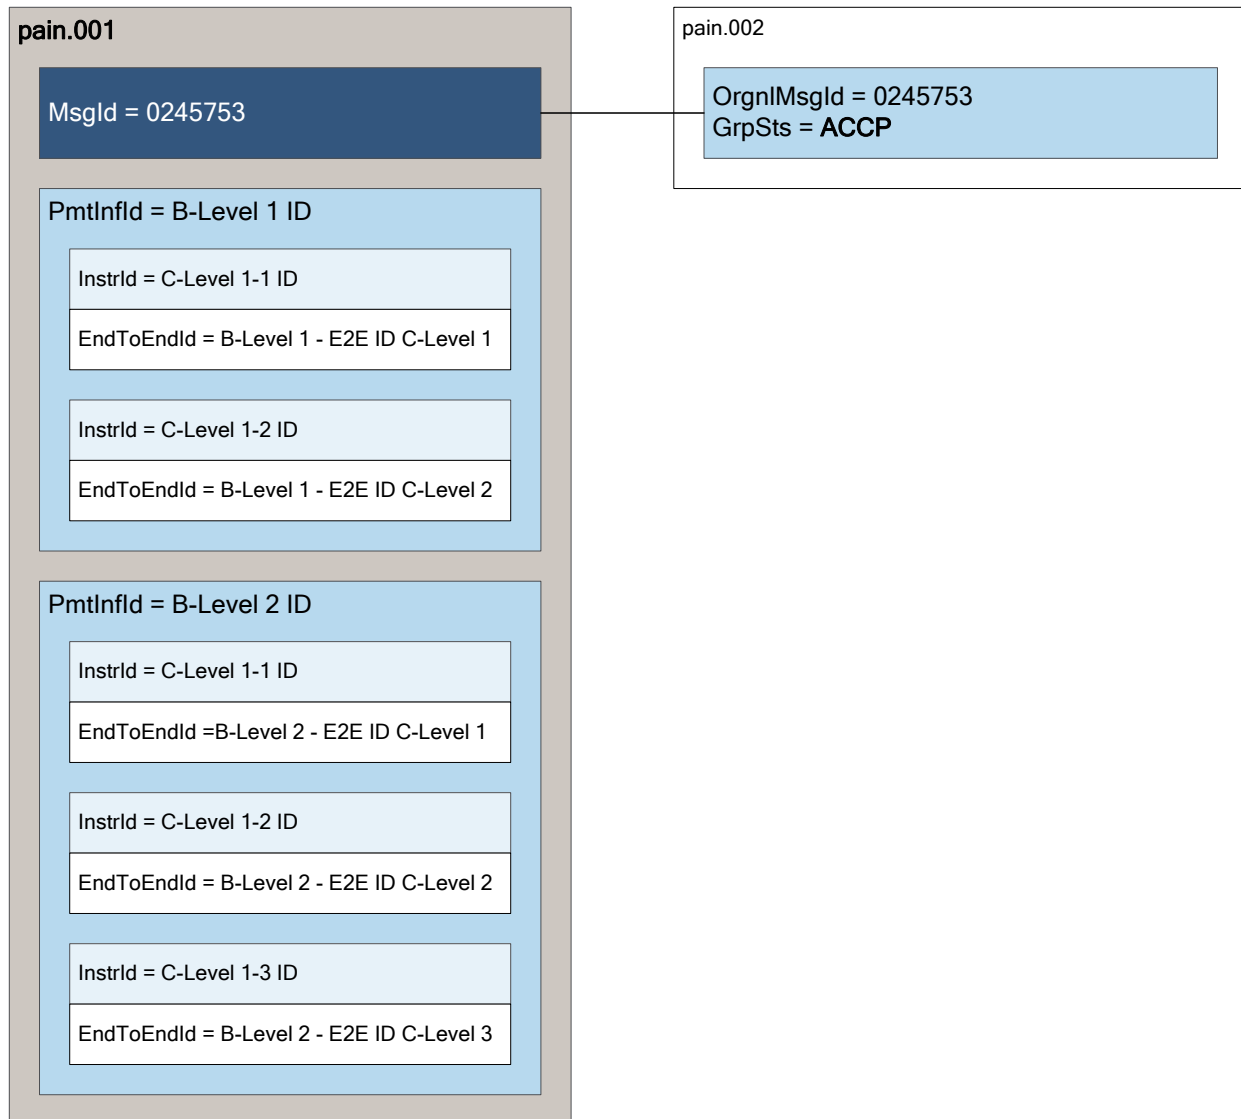 pain.001
MsgId = 0245753
PmtInfId = B-Level 1 ID
InstrId = C-Level 1-1 ID
EndToEndId = B-Level 1 - E2E ID C-Level 1
InstrId = C-Level 1-2 ID
EndToEndId = B-Level 1 - E2E ID C-Level 2
PmtInfId = B-Level 2 ID
InstrId = C-Level 1-1 ID
EndToEndId =B-Level 2 - E2E ID C-Level 1
InstrId = C-Level 1-2 ID
EndToEndId = B-Level 2 - E2E ID C-Level 2
InstrId = C-Level 1-3 ID
EndToEndId = B-Level 2 - E2E ID C-Level 3
pain.002
OrgnlMsgId = 0245753
GrpSts = ACCP